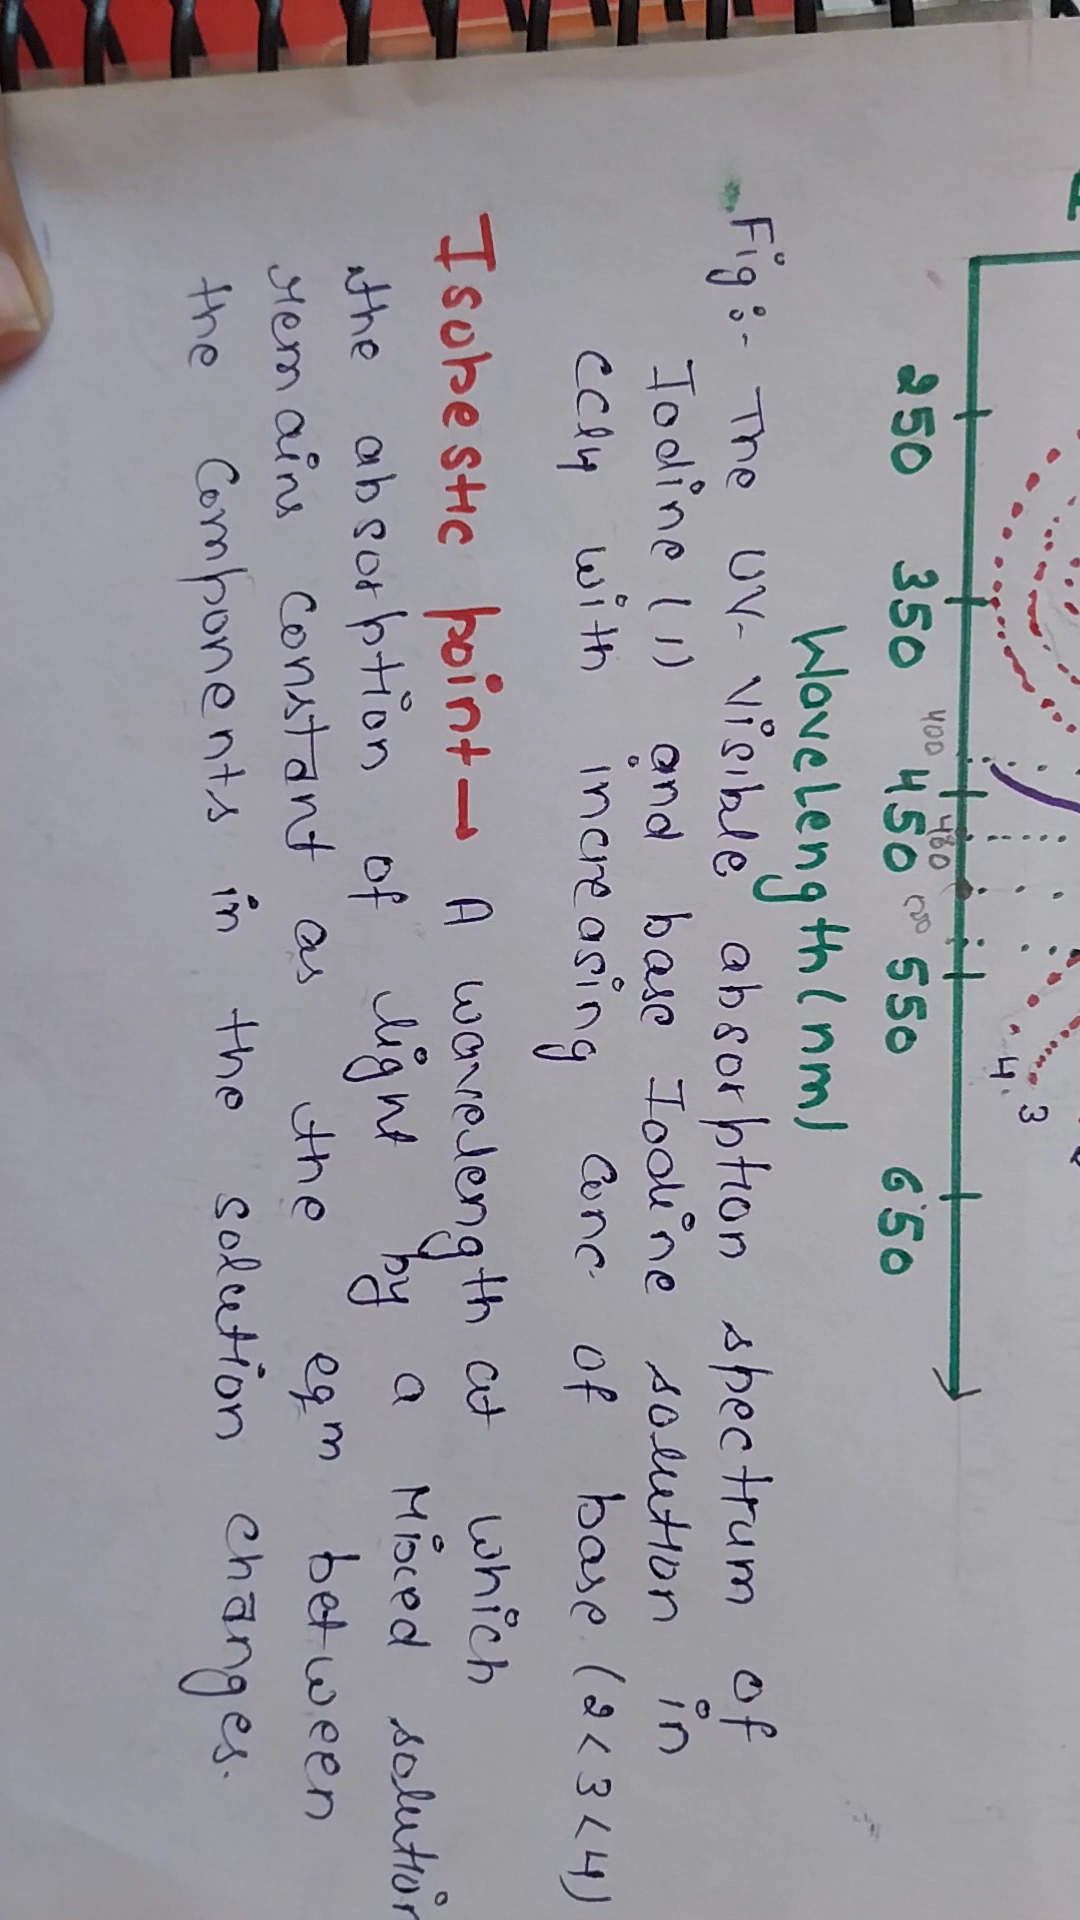 250 350 400 450 480 550 650
4. 3
Wavelength (nm)
Fig:- The UV-visible absorption spectrum of
Iodine (1) and base Iodine solution in
CCl4 with increasing conc. of base. (2<3<4)
Isobestic point — A wavelength at which
the absorption of light by a Mixed solution
remains constant as the eqm between
the components in the solution changes.